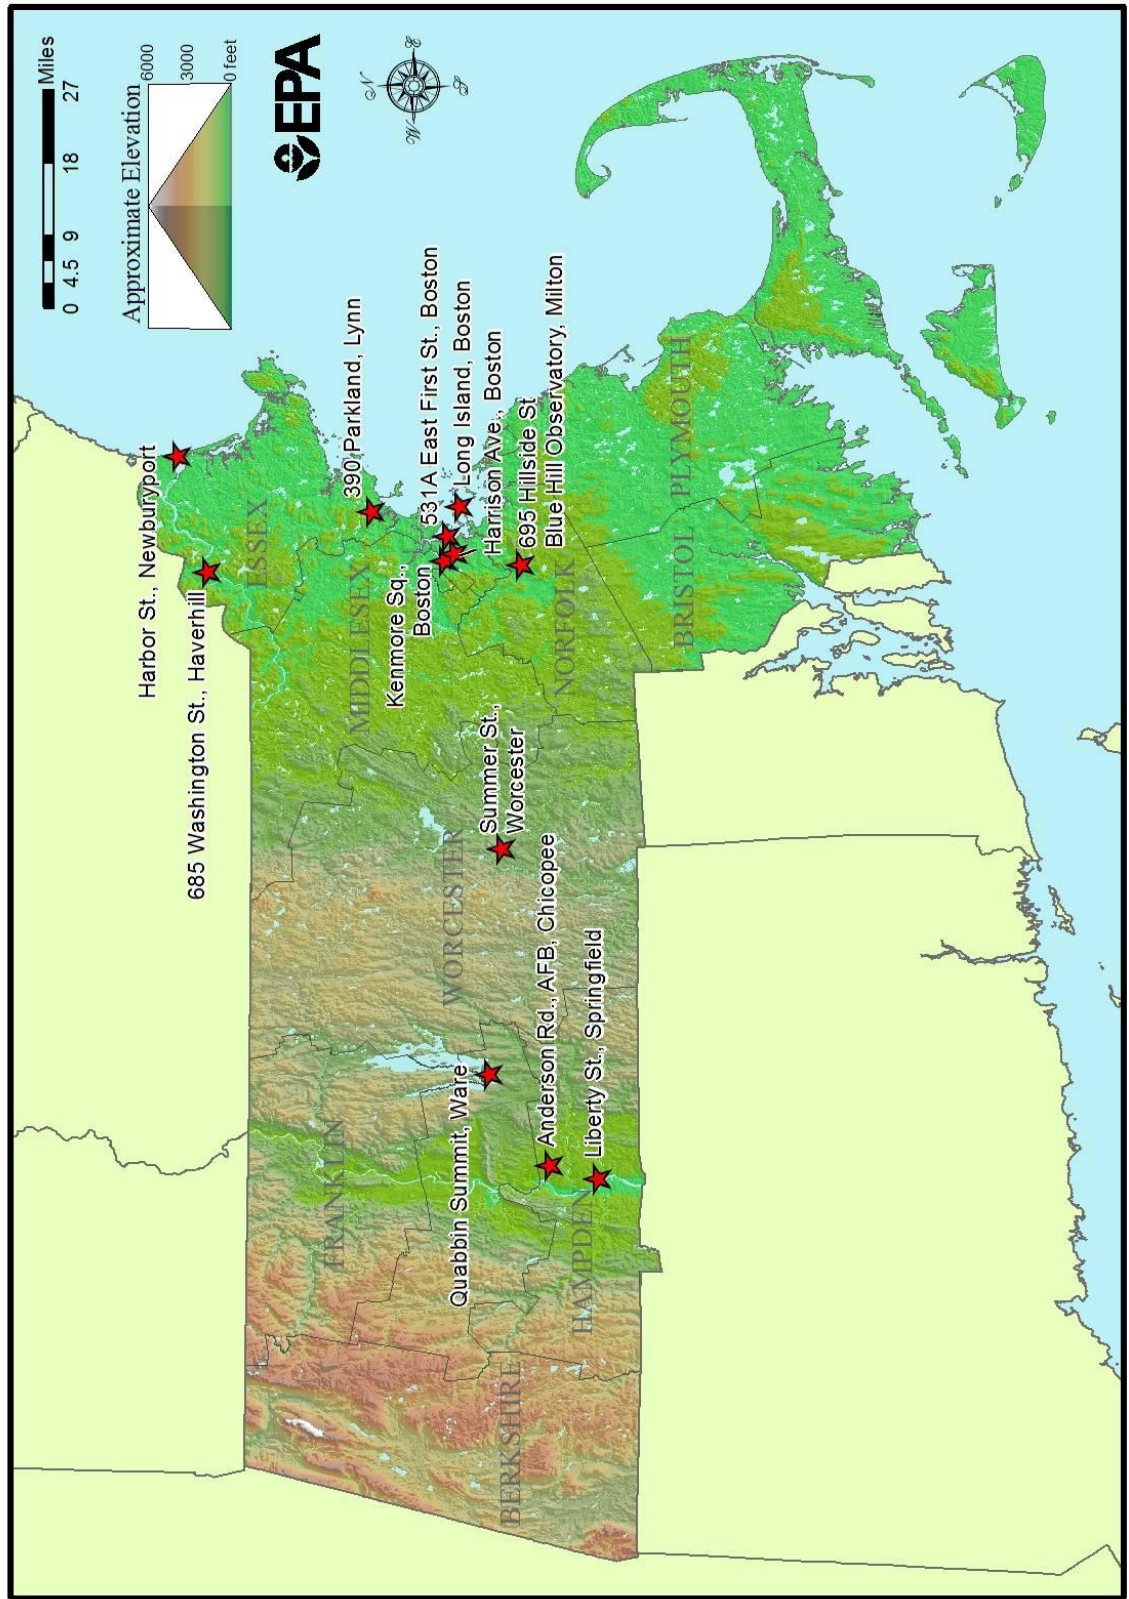 0 4.5 9 18 27 Miles
Approximate Elevation
6000
3000
0 feet
EPA
N
E
S
W
Harbor St., Newburyport
685 Washington St., Haverhill
ESSEX
390 Parkland, Lynn
MIDDLESEX
Kenmore Sq.,
Boston
531A East First St., Boston
Long Island, Boston
Harrison Ave., Boston
695 Hillside St
Blue Hill Observatory, Milton
NORFOLK
BRISTOL
PLYMOUTH
Summer St.,
Worcester
WORCESTER
FRANKLIN
Quabbin Summit, Ware
Anderson Rd., AFB, Chicopee
Liberty St., Springfield
HAMPDEN
BERKSHIRE